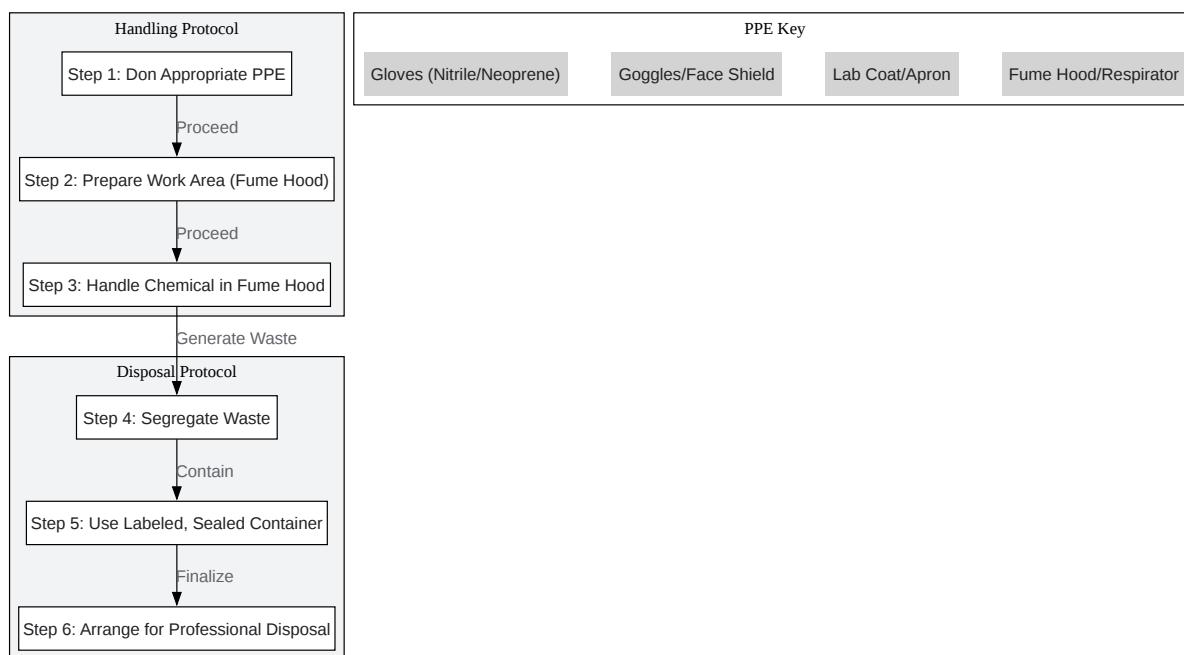 Handling Protocol
Step 1: Don Appropriate PPE
Proceed
Step 2: Prepare Work Area (Fume Hood)
Proceed
Step 3: Handle Chemical in Fume Hood
Generate Waste
Disposal Protocol
Step 4: Segregate Waste
Contain
Step 5: Use Labeled, Sealed Container
Finalize
Step 6: Arrange for Professional Disposal
PPE Key
Gloves (Nitrile/Neoprene)
Goggles/Face Shield
Lab Coat/Apron
Fume Hood/Respirator